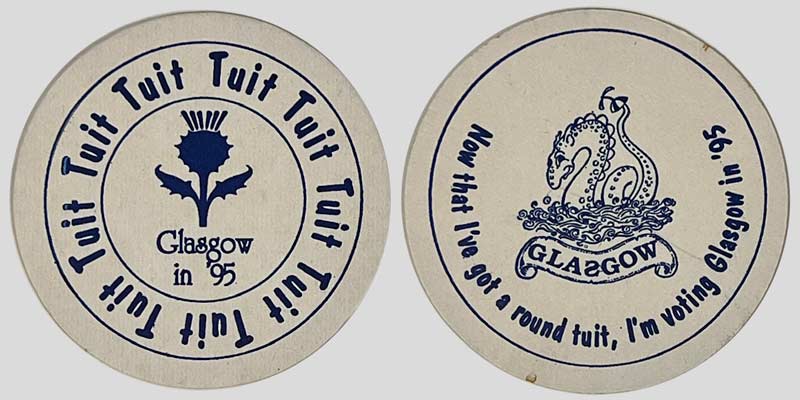 Tuit Tuit Tuit Tuit Tuit Tuit Tuit Tuit Tuit
Glasgow
in '95
Now that I've got a round tuit, I'm voting Glasgow in '95
GLASGOW